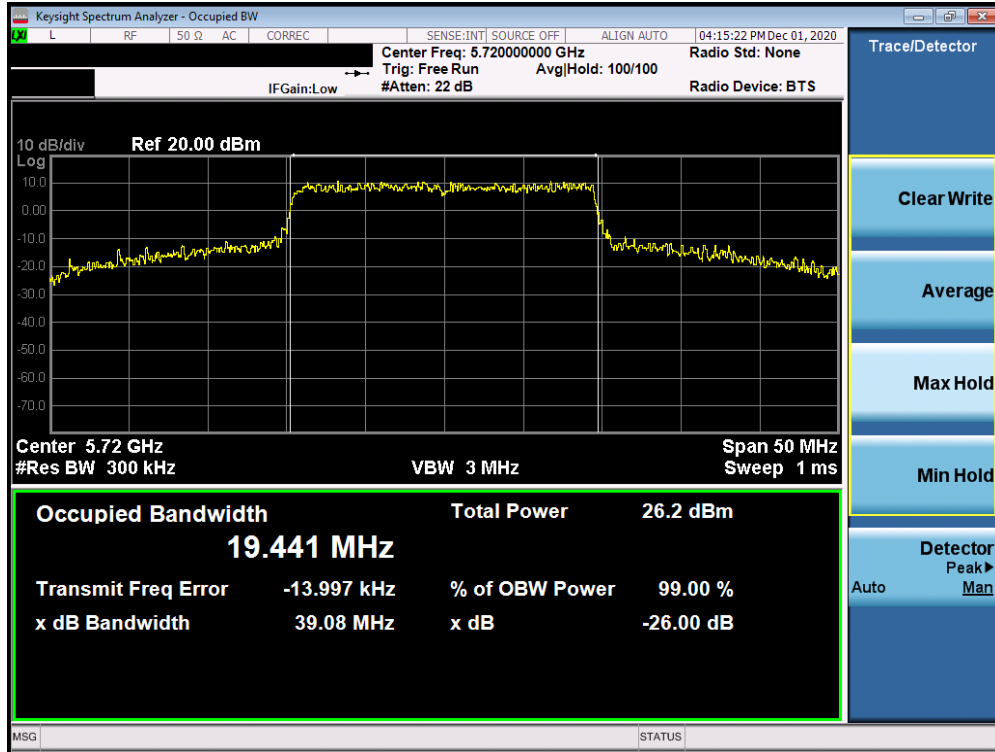 Keysight Spectrum Analyzer - Occupied BW
LXI L RF 50 Ω AC CORREC SENSE:INT SOURCE OFF ALIGN AUTO 04:15:22 PM Dec 01, 2020
Center Freq: 5.720000000 GHz Radio Std: None
Trig: Free Run Avg|Hold: 100/100
IFGain:Low #Atten: 22 dB Radio Device: BTS
10 dB/div Ref 20.00 dBm
Log
10.0
0.00
-10.0
-20.0
-30.0
-40.0
-50.0
-60.0
-70.0
Center 5.72 GHz Span 50 MHz
#Res BW 300 kHz VBW 3 MHz Sweep 1 ms
Occupied Bandwidth Total Power 26.2 dBm
19.441 MHz
Transmit Freq Error -13.997 kHz % of OBW Power 99.00 %
x dB Bandwidth 39.08 MHz x dB -26.00 dB
MSG STATUS
Trace/Detector
Clear Write
Average
Max Hold
Min Hold
Detector
Peak▶
Auto Man